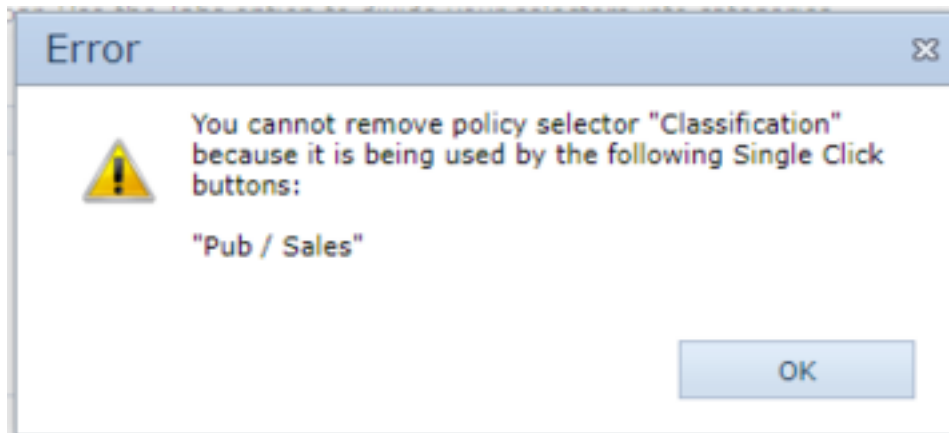 Error
You cannot remove policy selector "Classification"
because it is being used by the following Single Click
buttons:
"Pub / Sales"
OK